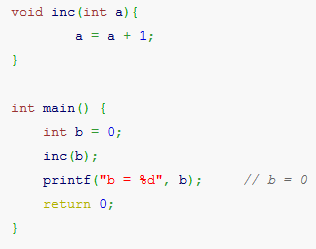 void inc(int a){
        a = a + 1;
}

int main() {
    int b = 0;
    inc(b);
    printf("b = %d", b);     // b = 0
    return 0;
}